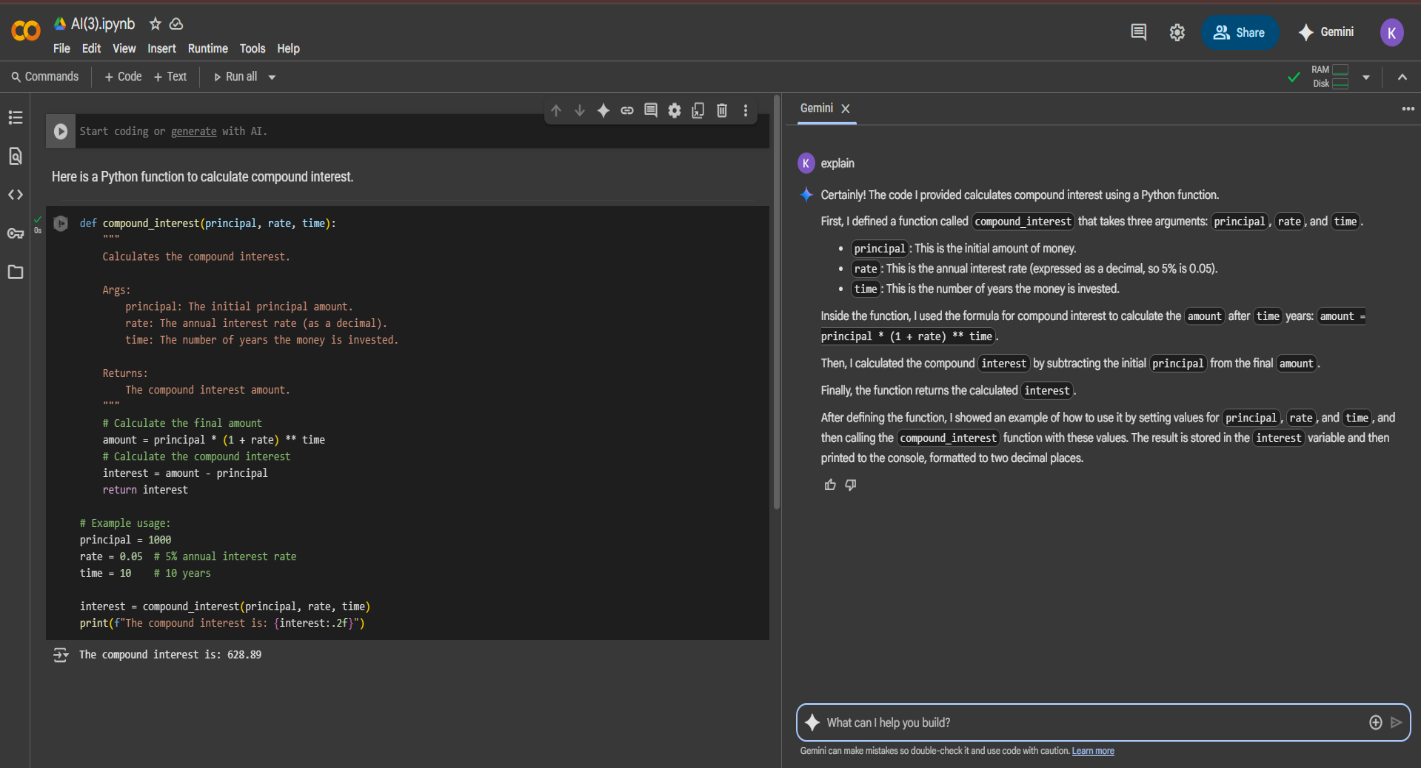 AI(3).ipynb
File Edit View Insert Runtime Tools Help
Share
Gemini
K
Commands + Code + Text Run all
RAM
Disk
Start coding or generate with AI.
Here is a Python function to calculate compound interest.
0s
def compound_interest(principal, rate, time):
    """
    Calculates the compound interest.

    Args:
        principal: The initial principal amount.
        rate: The annual interest rate (as a decimal).
        time: The number of years the money is invested.

    Returns:
        The compound interest amount.
    """
    # Calculate the final amount
    amount = principal * (1 + rate) ** time
    # Calculate the compound interest
    interest = amount - principal
    return interest

# Example usage:
principal = 1000
rate = 0.05  # 5% annual interest rate
time = 10    # 10 years

interest = compound_interest(principal, rate, time)
print(f"The compound interest is: {interest:.2f}")
The compound interest is: 628.89
Gemini
K explain
Certainly! The code I provided calculates compound interest using a Python function.
First, I defined a function called compound_interest that takes three arguments: principal, rate, and time.
• principal: This is the initial amount of money.
• rate: This is the annual interest rate (expressed as a decimal, so 5% is 0.05).
• time: This is the number of years the money is invested.
Inside the function, I used the formula for compound interest to calculate the amount after time years: amount =
principal * (1 + rate) ** time.
Then, I calculated the compound interest by subtracting the initial principal from the final amount.
Finally, the function returns the calculated interest.
After defining the function, I showed an example of how to use it by setting values for principal, rate, and time, and
then calling the compound_interest function with these values. The result is stored in the interest variable and then
printed to the console, formatted to two decimal places.
What can I help you build?
Gemini can make mistakes so double-check it and use code with caution. Learn more